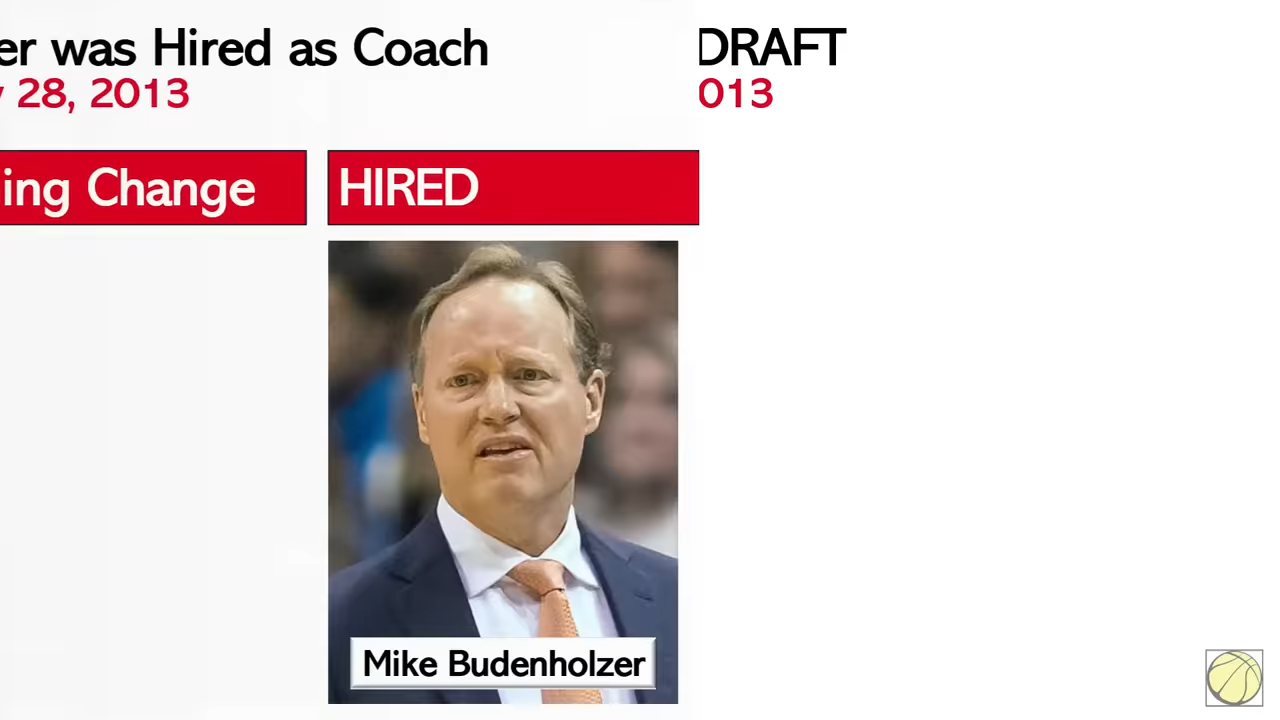 er was Hired as Coach
DRAFT
28, 2013
013
ing Change
HIRED
Mike Budenholzer